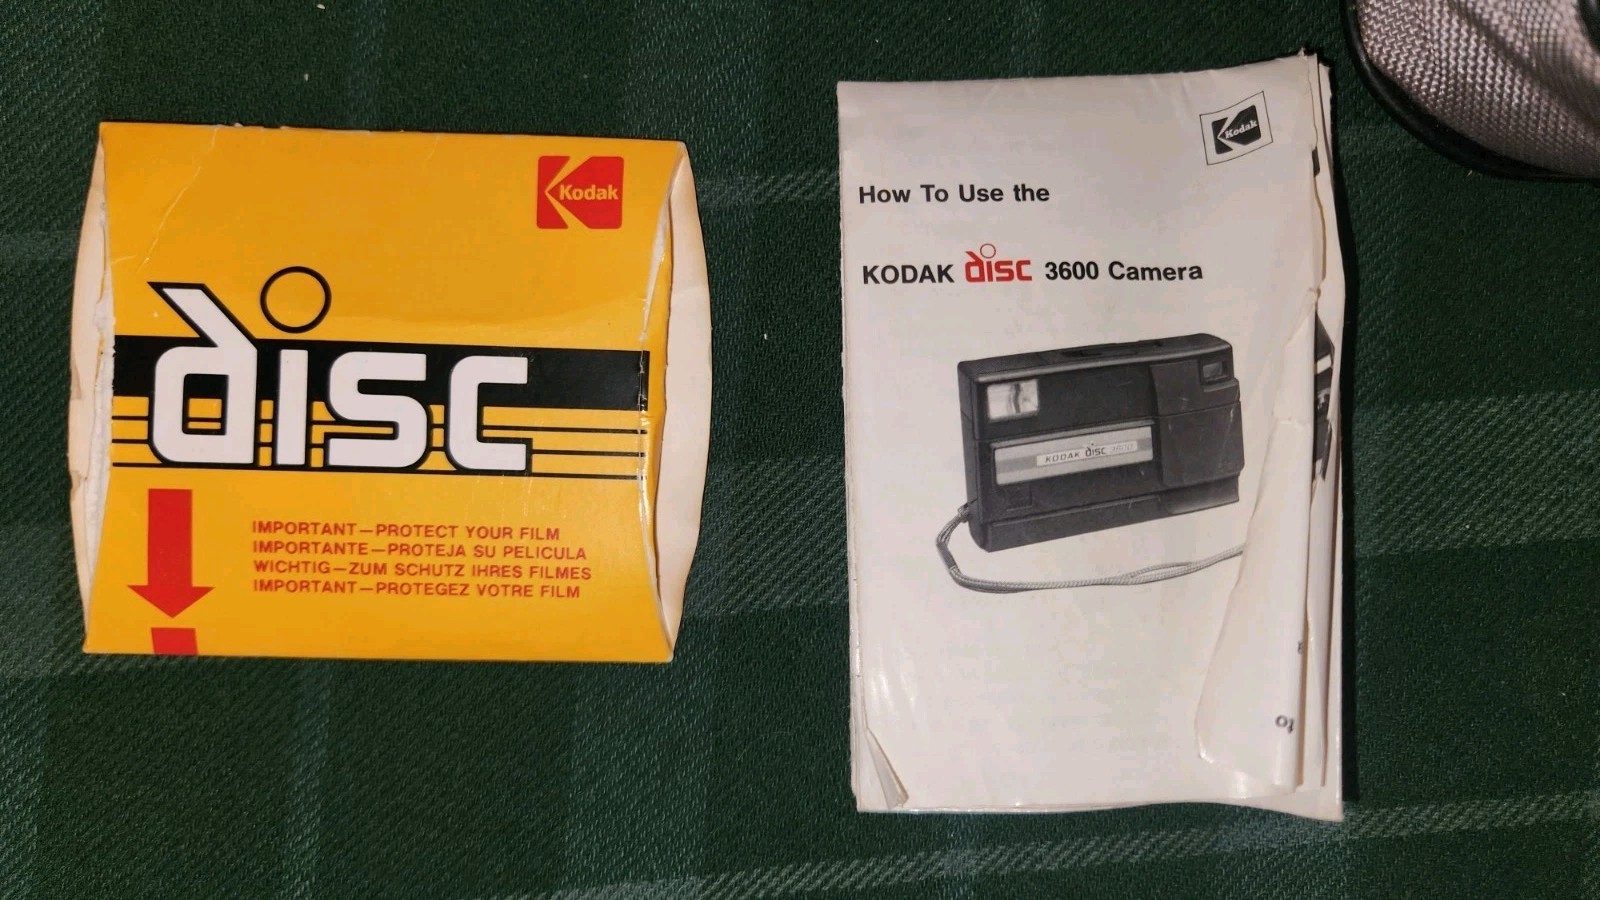 Kodak
disc
IMPORTANT—PROTECT YOUR FILM
IMPORTANTE—PROTEJA SU PELICULA
WICHTIG—ZUM SCHUTZ IHRES FILMES
IMPORTANT—PROTEGEZ VOTRE FILM
Kodak
How To Use the
KODAK disc 3600 Camera
KODAK disc 3600